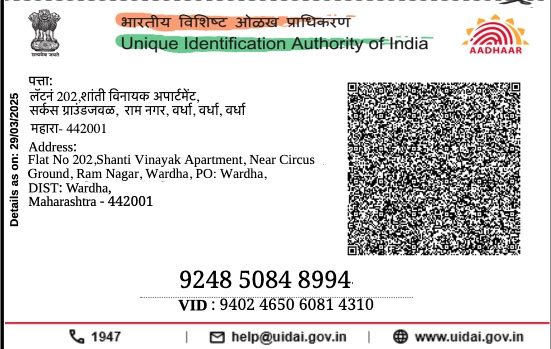 भारतीय विशिष्ट ओळख प्राधिकरण
Unique Identification Authority of India
सत्यमेव जयते
AADHAAR
Details as on: 29/03/2025
पत्ता:
लॅटनं 202,शांती विनायक अपार्टमेंट,
सर्कस ग्राउंडजवळ, राम नगर, वर्धा, वर्धा, वर्धा
महारा- 442001
Address:
Flat No 202,Shanti Vinayak Apartment, Near Circus
Ground, Ram Nagar, Wardha, PO: Wardha,
DIST: Wardha,
Maharashtra - 442001
9248 5084 8994
VID : 9402 4650 6081 4310
1947 | help@uidai.gov.in | www.uidai.gov.in